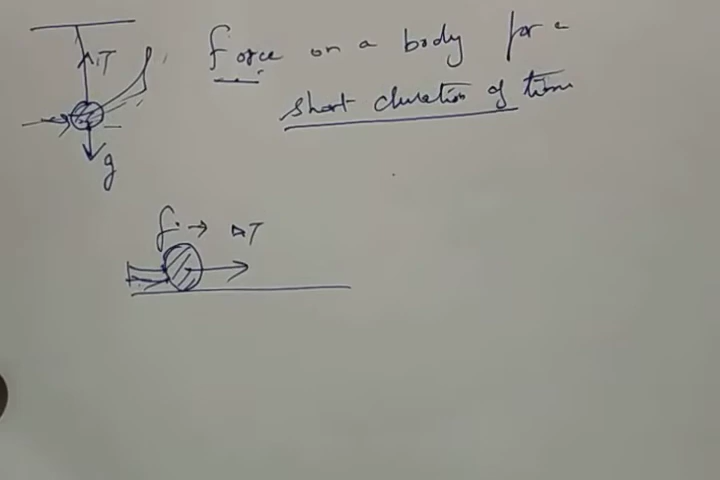 T
Force on a body for a
short duration of time
g
f → ΔT